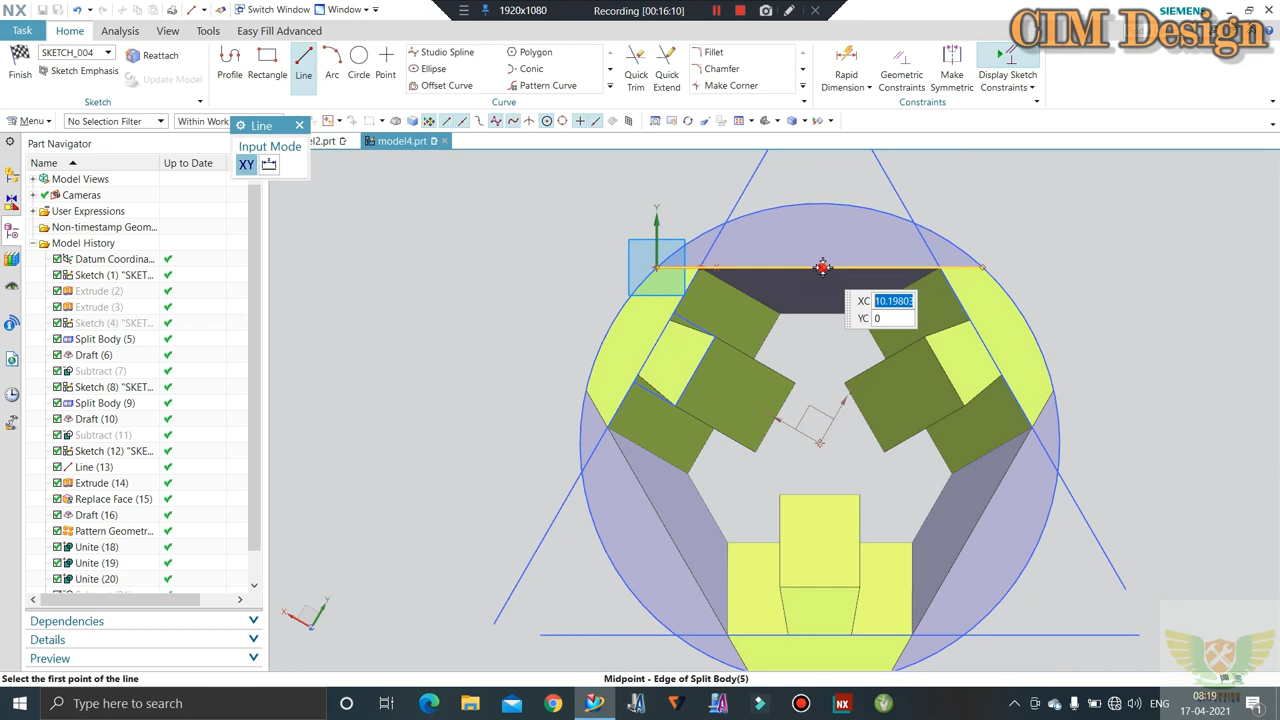 NX
Switch Window
Window
1920x1080
Recording [00:16:10]
SIEMENS
CIM Design
Task
Home
Analysis
View
Tools
Easy Fill Advanced
SKETCH_004
Reattach
Sketch Emphasis
Update Model
Finish
Profile
Rectangle
Line
Arc
Circle
Point
Studio Spline
Polygon
Ellipse
Conic
Offset Curve
Pattern Curve
Quick Trim
Quick Extend
Fillet
Chamfer
Make Corner
Rapid Dimension
Geometric Constraints
Make Symmetric
Display Sketch Constraints
Sketch
Curve
Constraints
Menu
No Selection Filter
Within Work
Line
Input Mode
XY
el2.prt
model4.prt
Part Navigator
Name
Up to Date
Model Views
Cameras
User Expressions
Non-timestamp Geom...
Model History
Datum Coordina...
Sketch (1) "SKET...
Extrude (2)
Extrude (3)
Sketch (4) "SKET...
Split Body (5)
Draft (6)
Subtract (7)
Sketch (8) "SKET...
Split Body (9)
Draft (10)
Subtract (11)
Sketch (12) "SKE...
Line (13)
Extrude (14)
Replace Face (15)
Draft (16)
Pattern Geometr...
Unite (18)
Unite (19)
Unite (20)
Dependencies
Details
Preview
Y
XC 10.19803
YC 0
X
Y
Select the first point of the line
Midpoint - Edge of Split Body(5)
Type here to search
NX
ENG
08:19
17-04-2021